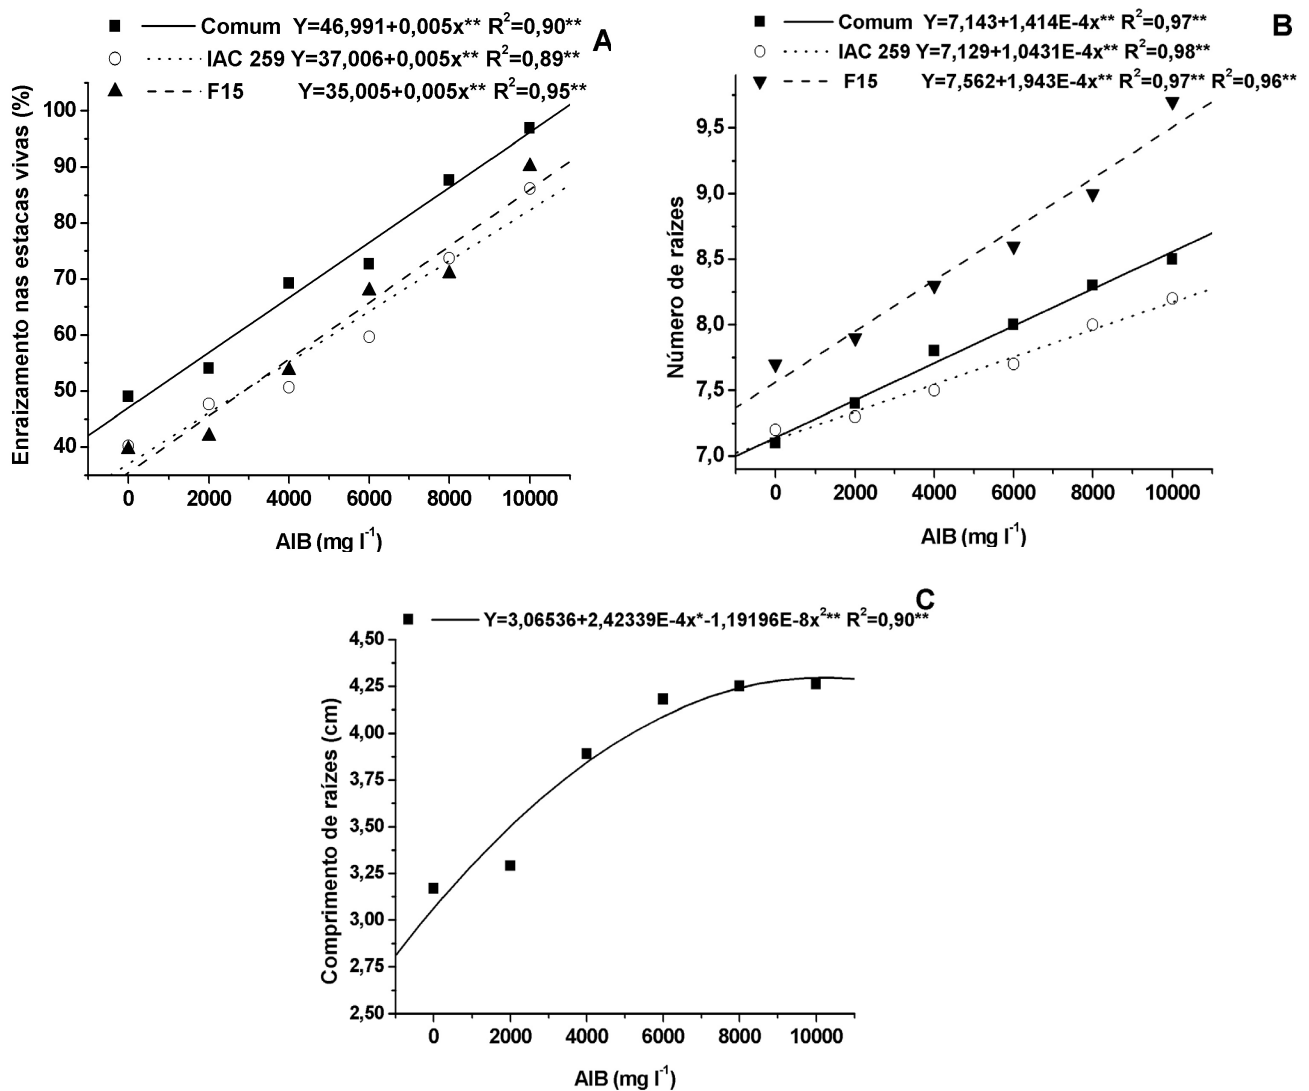 Comum Y=46,991+0,005x** R²=0,90**
A
IAC 259 Y=37,006+0,005x** R²=0,89**
F15 Y=35,005+0,005x** R²=0,95**
Enraizamento nas estacas vivas (%)
100
90
80
70
60
50
40
0 2000 4000 6000 8000 10000
AIB (mg l⁻¹)
Comum Y=7,143+1,414E-4x** R²=0,97**
B
IAC 259 Y=7,129+1,0431E-4x** R²=0,98**
F15 Y=7,562+1,943E-4x** R²=0,97** R²=0,96**
Número de raízes
9,5
9,0
8,5
8,0
7,5
7,0
0 2000 4000 6000 8000 10000
AIB (mg l⁻¹)
C
Y=3,06536+2,42339E-4x*-1,19196E-8x²** R²=0,90**
Comprimento de raízes (cm)
4,50
4,25
4,00
3,75
3,50
3,25
3,00
2,75
2,50
0 2000 4000 6000 8000 10000
AIB (mg l⁻¹)